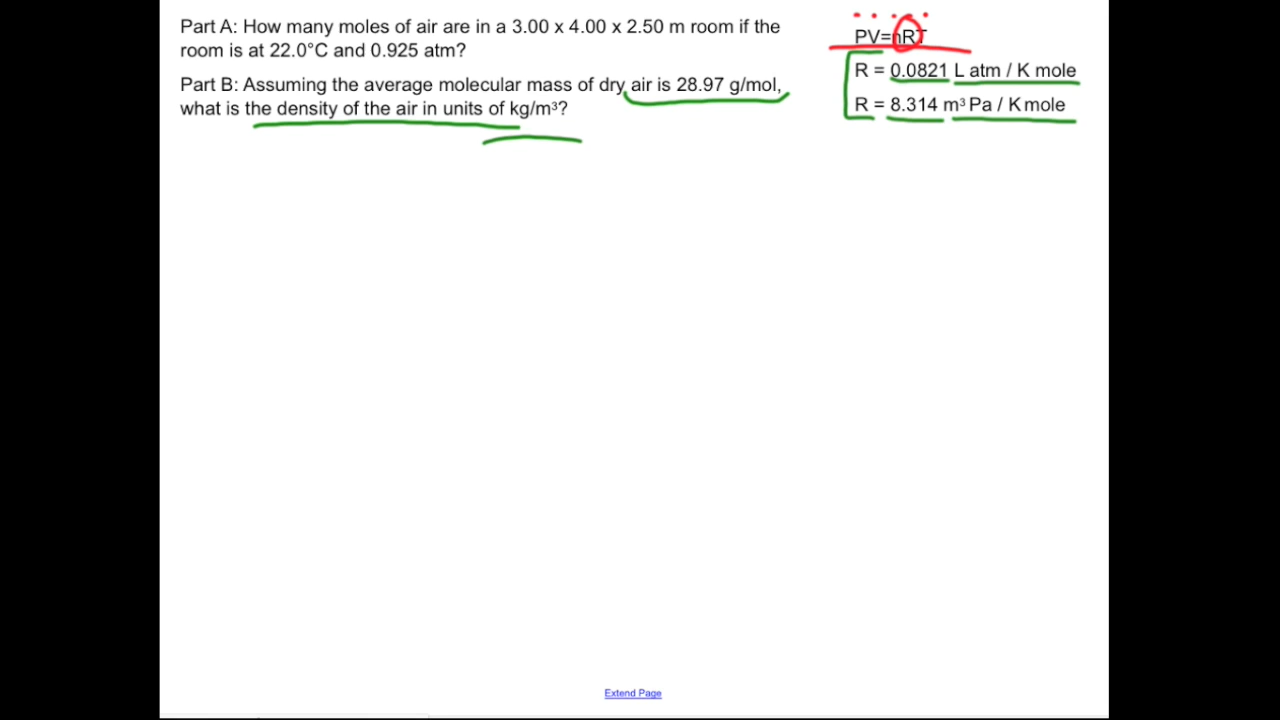 Part A: How many moles of air are in a 3.00 x 4.00 x 2.50 m room if the
room is at 22.0°C and 0.925 atm?
Part B: Assuming the average molecular mass of dry air is 28.97 g/mol,
what is the density of the air in units of kg/m³?
PV=nRT
R = 0.0821 L atm / K mole
R = 8.314 m³ Pa / K mole
Extend Page